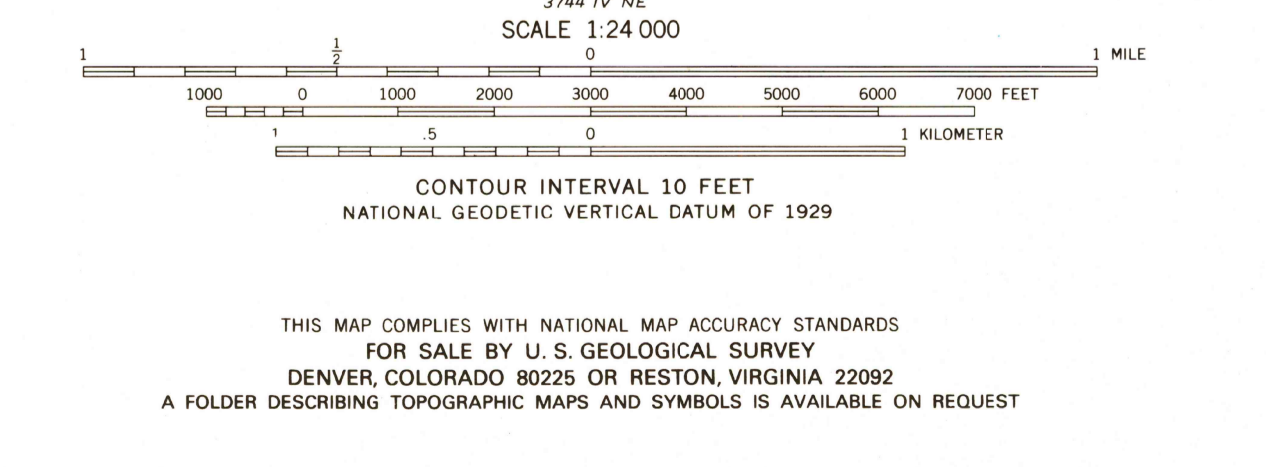 3744 IV NE
SCALE 1:24 000
1 1/2 0 1 MILE
1000 0 1000 2000 3000 4000 5000 6000 7000 FEET
1 .5 0 1 KILOMETER
CONTOUR INTERVAL 10 FEET
NATIONAL GEODETIC VERTICAL DATUM OF 1929
THIS MAP COMPLIES WITH NATIONAL MAP ACCURACY STANDARDS
FOR SALE BY U. S. GEOLOGICAL SURVEY
DENVER, COLORADO 80225 OR RESTON, VIRGINIA 22092
A FOLDER DESCRIBING TOPOGRAPHIC MAPS AND SYMBOLS IS AVAILABLE ON REQUEST